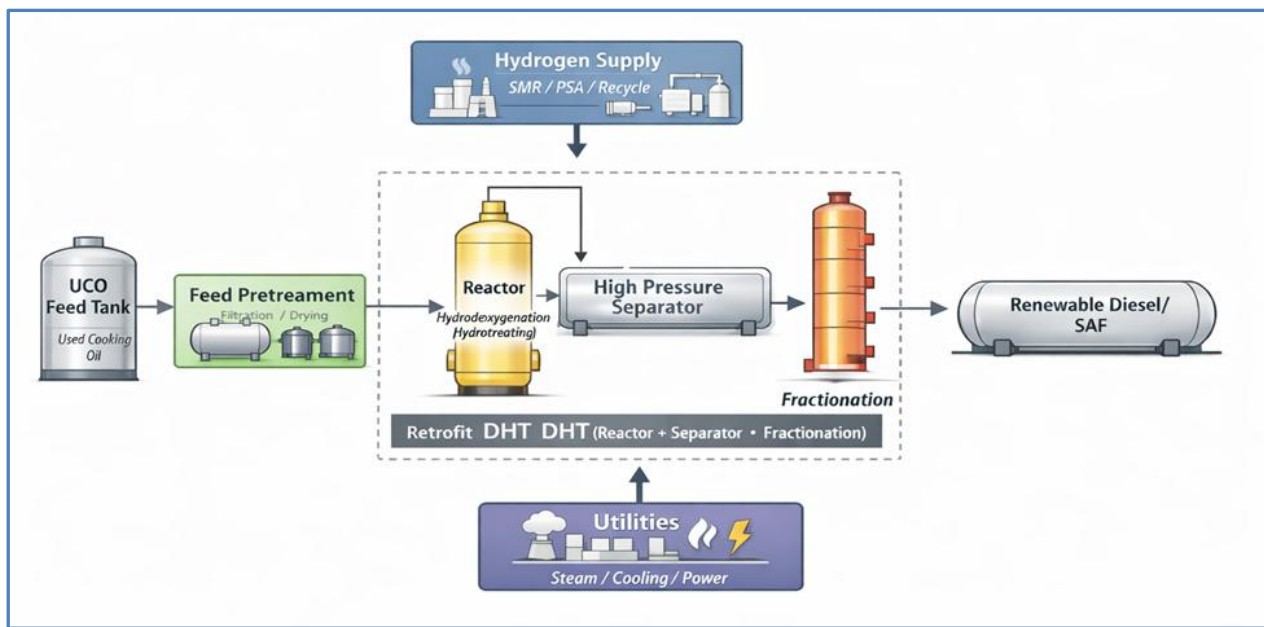 Hydrogen Supply
SMR / PSA / Recycle
UCO
Feed Tank
Used Cooking
Oil
Feed Pretreament
Filtration / Drying
Reactor
Hydrodexygenation
Hydrotreating)
High Pressure
Separator
Fractionation
Renewable Diesel/
SAF
Retrofit DHT DHT (Reactor + Separator • Fractionation)
Utilities
Steam / Cooling / Power